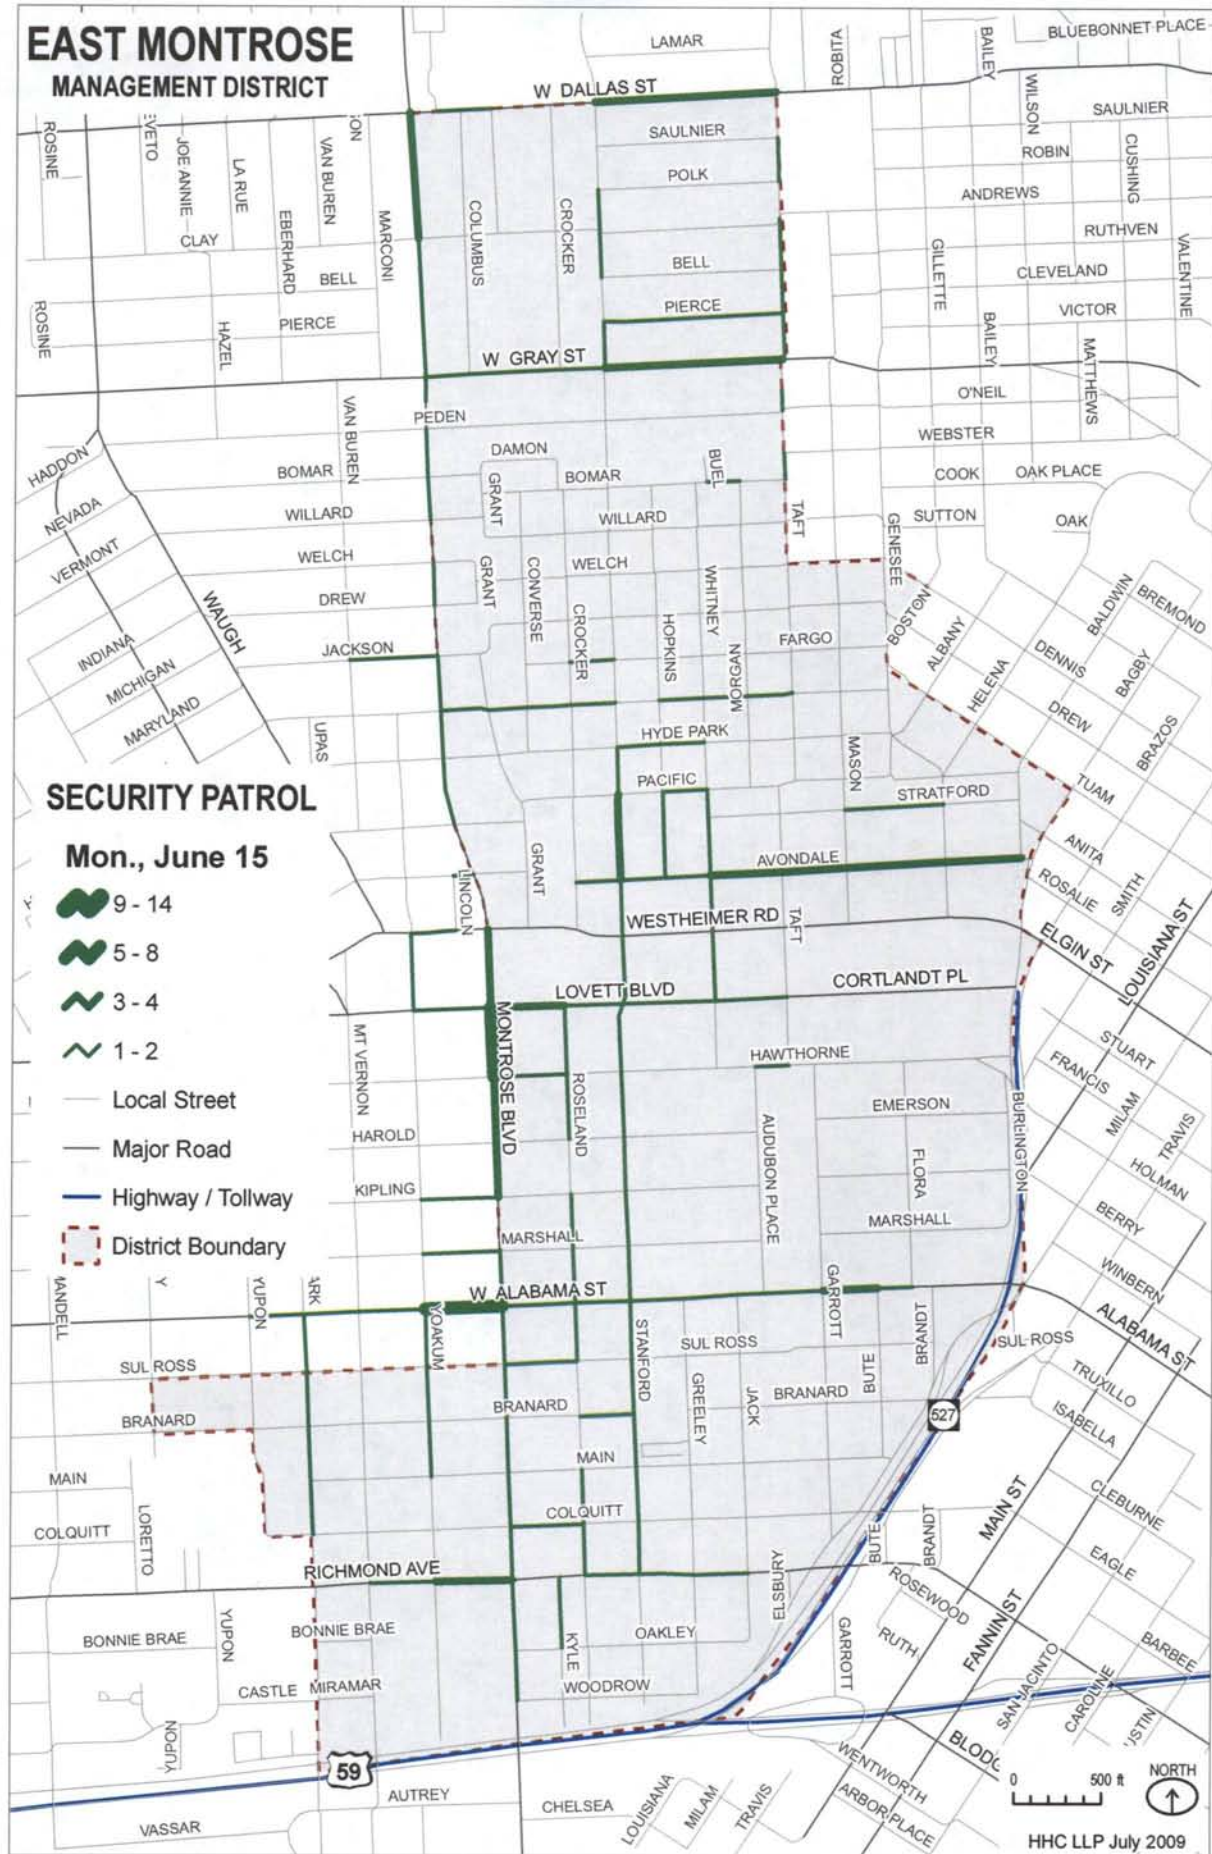 EAST MONTROSE
MANAGEMENT DISTRICT
LAMAR
ROBITA
BAILEY
BLUEBONNET PLACE
W DALLAS ST
WILSON
SAULNIER
ROSINE
JOE ANNIE
LA RUE
VAN BUREN
SAULNIER
ROBIN
CUSHING
POLK
ANDREWS
EBERHARD
MARCONI
COLUMBUS
CROCKER
RUTHVEN
CLAY
GILLETTE
VALENTINE
BELL
BELL
CLEVELAND
ROSINE
HAZEL
PIERCE
PIERCE
VICTOR
BAILEY
MATTHEWS
W GRAY ST
O'NEIL
PEDEN
VAN BUREN
WEBSTER
HADDON
DAMON
BOMAR
GRANT
BOMAR
BUEL
COOK
OAK PLACE
NEVADA
WILLARD
WILLARD
TAFT
GENESEE
SUTTON
OAK
VERMONT
WELCH
GRANT
CONVERSE
WELCH
WHITNEY
BALDWIN
BREMOND
WAUGH
DREW
CROCKER
HOPKINS
BOSTON
ALBANY
DENNIS
BAGBY
INDIANA
JACKSON
MORGAN
FARGO
HELENA
MICHIGAN
DREW
BRAZOS
MARYLAND
UPAS
HYDE PARK
MASON
TUAM
SECURITY PATROL
PACIFIC
STRATFORD
Mon., June 15
ANITA
GRANT
AVONDALE
LINCOLN
ROSALIE
SMITH
9 - 14
WESTHEIMER RD
TAFT
ELGIN ST
LOUISIANA ST
5 - 8
LOVETT BLVD
CORTLANDT PL
3 - 4
MT VERNON
MONTROSE BLVD
STUART
1 - 2
HAWTHORNE
FRANCIS
ROSELAND
BURLINGTON
MILAM
Local Street
EMERSON
TRAVIS
HAROLD
AUDUBON PLACE
FLORA
Major Road
HOLMAN
KIPLING
Highway / Tollway
MARSHALL
MARSHALL
BERRY
District Boundary
WINBERN
W ALABAMA ST
GARROTT
YUPON
YOAKUM
ALABAMA ST
STANFORD
SUL ROSS
BRANDT
SUL ROSS
SUL ROSS
BUTE
TRUXILLO
BRANARD
BRANARD
GREELEY
JACK
BRANARD
527
ISABELLA
MAIN
MAIN
CLEBURNE
COLQUITT
LORETTO
COLQUITT
MAIN ST
BUTE
BRANDT
EAGLE
RICHMOND AVE
ELSBURY
ROSEWOOD
FANNIN ST
YUPON
BONNIE BRAE
BONNIE BRAE
KYLE
OAKLEY
GARROTT
RUTH
BARBEE
CASTLE
MIRAMAR
WOODROW
SAN JACINTO
CAROLINE
YUPON
59
WENTWORTH
0 500 ft
NORTH
AUTREY
CHELSEA
LOUISIANA
MILAM
TRAVIS
ARBOR PLACE
VASSAR
HHC LLP July 2009